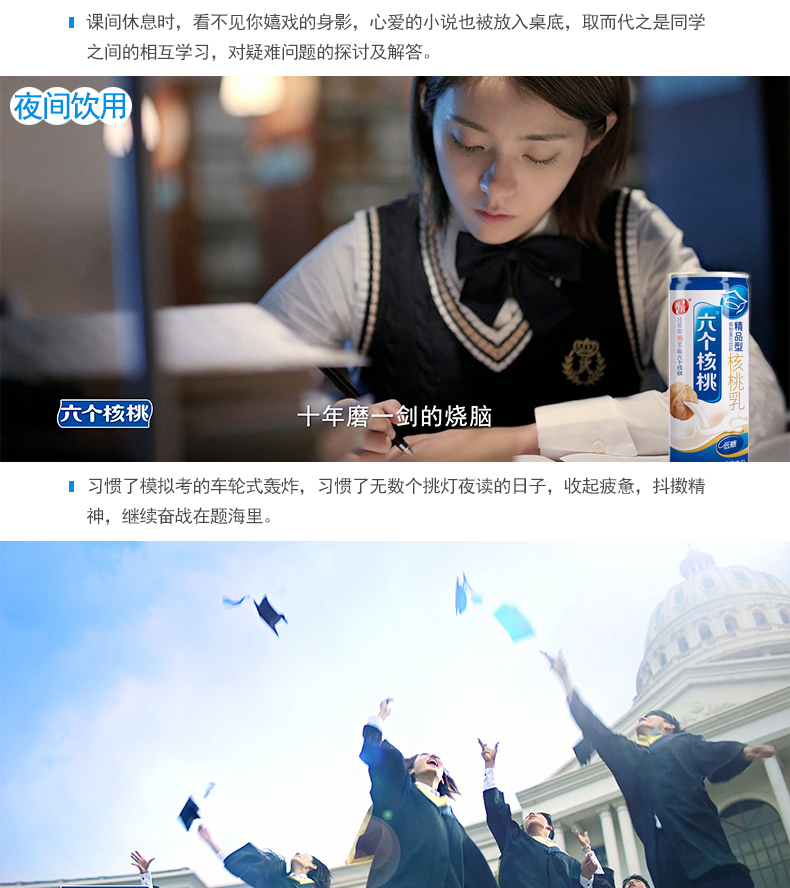 课间休息时，看不见你嬉戏的身影，心爱的小说也被放入桌底，取而代之是同学
之间的相互学习，对疑难问题的探讨及解答。
夜间饮用
六个核桃
精品型
核桃乳
低糖
六个核桃
十年磨一剑的烧脑
习惯了模拟考的车轮式轰炸，习惯了无数个挑灯夜读的日子，收起疲惫，抖擞精
神，继续奋战在题海里。